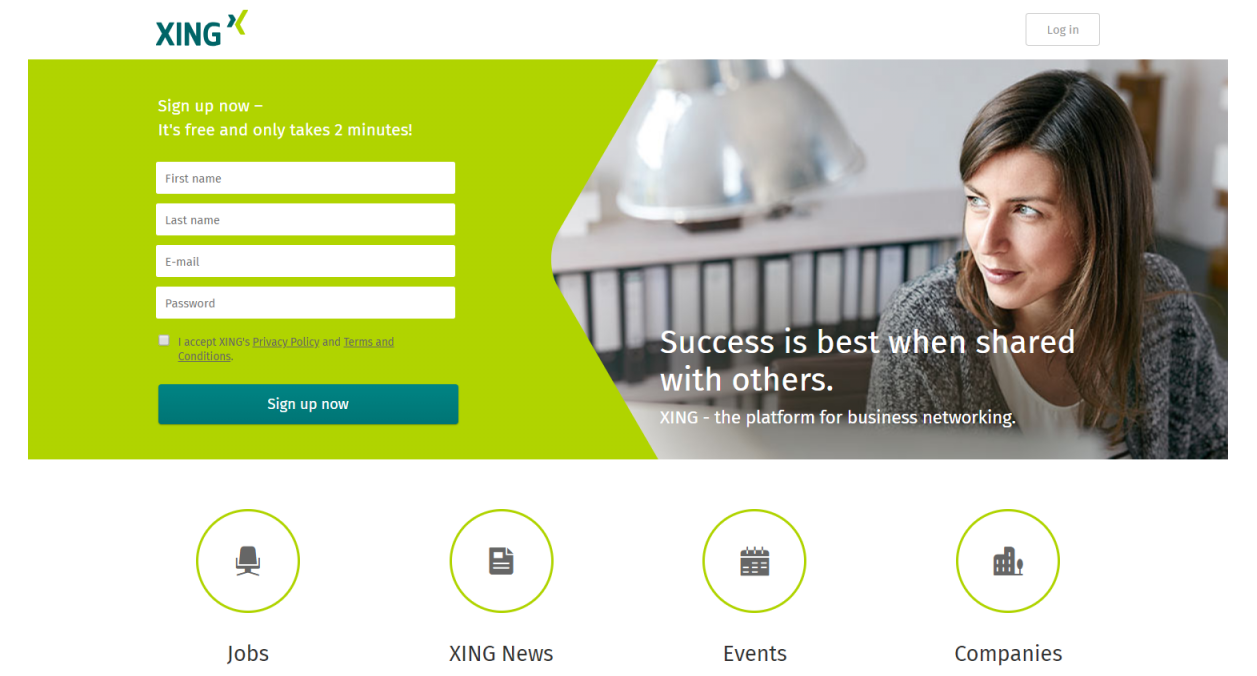 XING
Log in
Sign up now –
It's free and only takes 2 minutes!
First name
Last name
E-mail
Password
I accept XING's Privacy Policy and Terms and
Conditions.
Sign up now
Success is best when shared
with others.
XING - the platform for business networking.
Jobs
XING News
Events
Companies